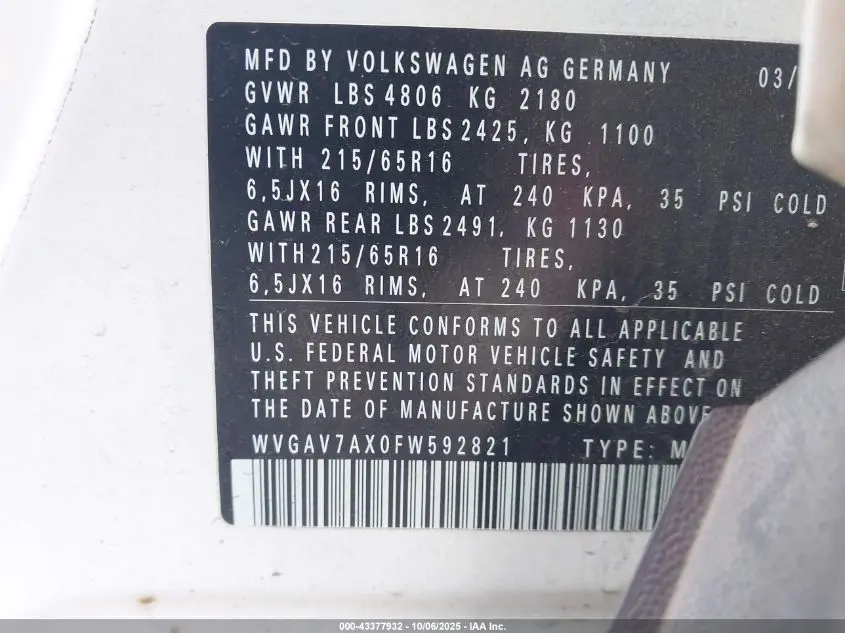 MFD BY VOLKSWAGEN AG GERMANY 03/
GVWR LBS 4806 KG 2180
GAWR FRONT LBS 2425, KG 1100
WITH 215/65R16 TIRES,
6,5JX16 RIMS, AT 240 KPA, 35 PSI COLD
GAWR REAR LBS 2491, KG 1130
WITH 215/65R16 TIRES,
6,5JX16 RIMS, AT 240 KPA, 35 PSI COLD
THIS VEHICLE CONFORMS TO ALL APPLICABLE
U.S. FEDERAL MOTOR VEHICLE SAFETY AND
THEFT PREVENTION STANDARDS IN EFFECT ON
THE DATE OF MANUFACTURE SHOWN ABOVE
WVGAV7AX0FW592821 TYPE: M
000-43377932 - 10/06/2025 - IAA Inc.